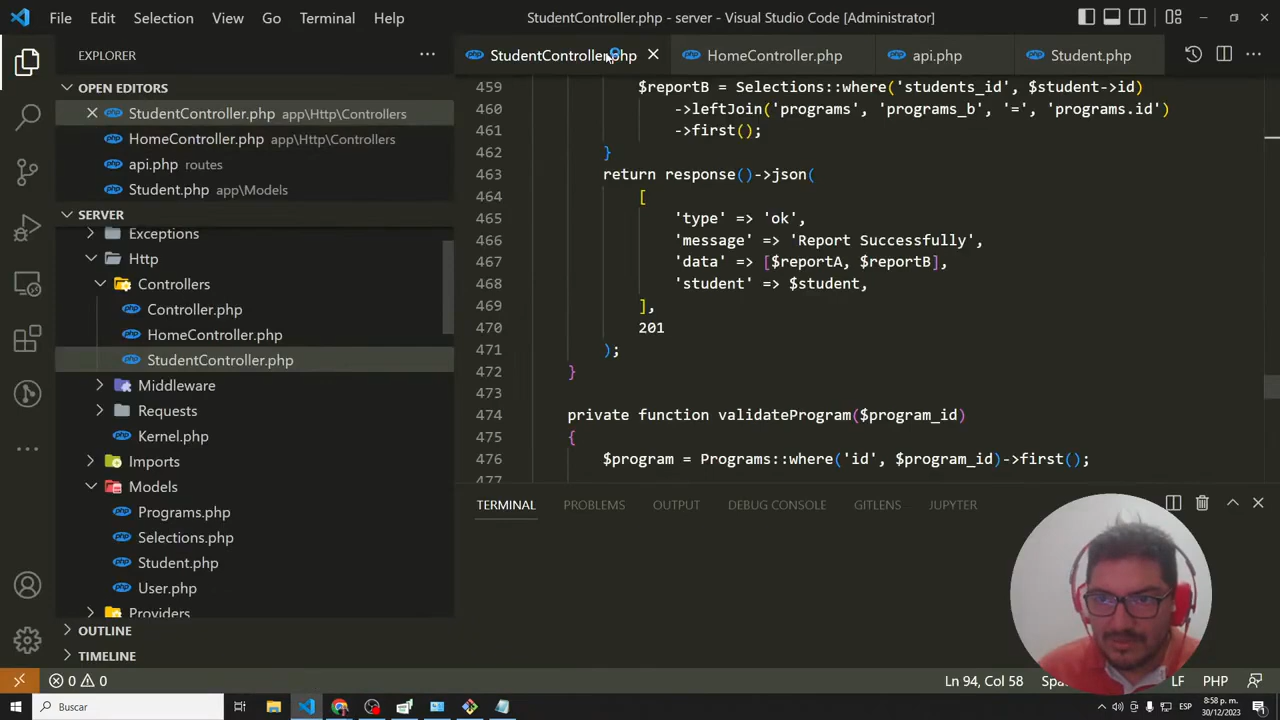 File Edit Selection View Go Terminal Help
StudentController.php - server - Visual Studio Code [Administrator]
EXPLORER
StudentController.php
HomeController.php
api.php
Student.php
OPEN EDITORS
StudentController.php app\Http\Controllers
HomeController.php app\Http\Controllers
api.php routes
Student.php app\Models
SERVER
Exceptions
Http
Controllers
Controller.php
HomeController.php
StudentController.php
Middleware
Requests
Kernel.php
Imports
Models
Programs.php
Selections.php
Student.php
User.php
Providers
OUTLINE
TIMELINE
459 $reportB = Selections::where('students_id', $student->id)
460 ->leftJoin('programs', 'programs_b', '=', 'programs.id')
461 ->first();
462 }
463 return response()->json(
464 [
465 'type' => 'ok',
466 'message' => 'Report Successfully',
467 'data' => [$reportA, $reportB],
468 'student' => $student,
469 ],
470 201
471 );
472 }
473
474 private function validateProgram($program_id)
475 {
476 $program = Programs::where('id', $program_id)->first();
477
TERMINAL PROBLEMS OUTPUT DEBUG CONSOLE GITLENS JUPYTER
0 0
Ln 94, Col 58
LF PHP
Buscar
ESP
8:58 p. m.
30/12/2023